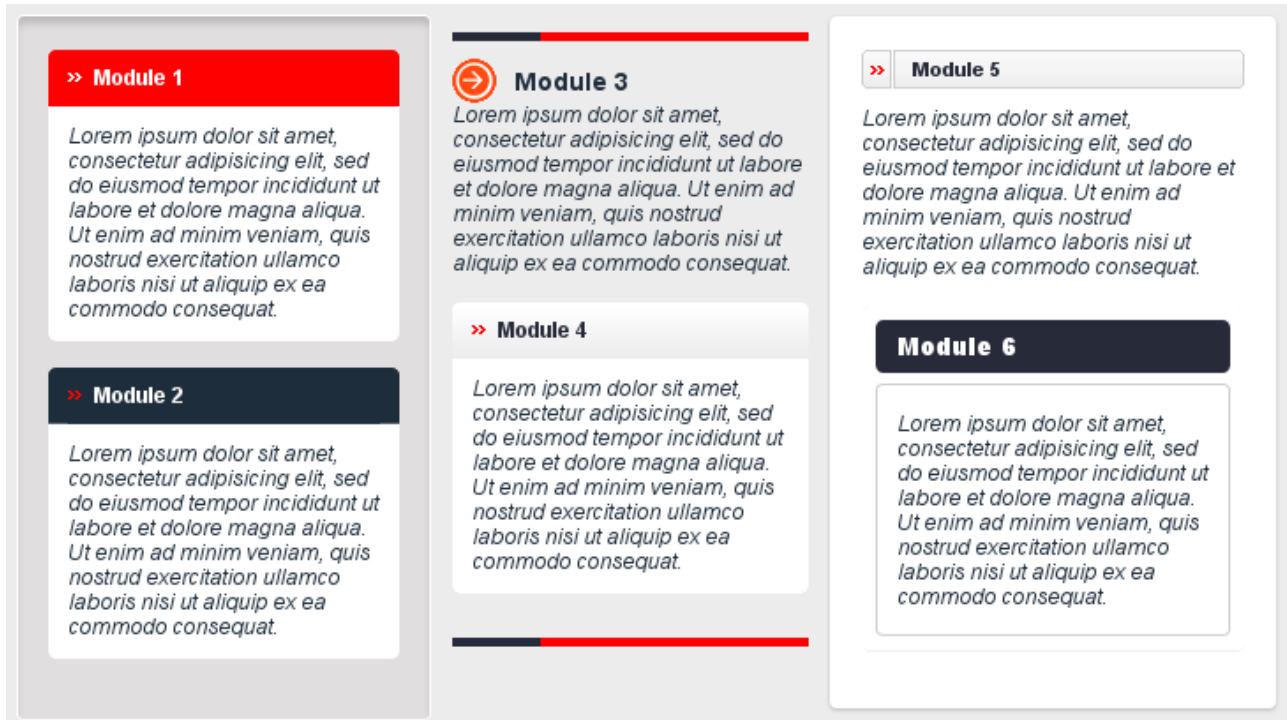 » Module 1
Lorem ipsum dolor sit amet,
consectetur adipisicing elit, sed
do eiusmod tempor incididunt ut
labore et dolore magna aliqua.
Ut enim ad minim veniam, quis
nostrud exercitation ullamco
laboris nisi ut aliquip ex ea
commodo consequat.
» Module 2
Lorem ipsum dolor sit amet,
consectetur adipisicing elit, sed
do eiusmod tempor incididunt ut
labore et dolore magna aliqua.
Ut enim ad minim veniam, quis
nostrud exercitation ullamco
laboris nisi ut aliquip ex ea
commodo consequat.
Module 3
Lorem ipsum dolor sit amet,
consectetur adipisicing elit, sed do
eiusmod tempor incididunt ut labore
et dolore magna aliqua. Ut enim ad
minim veniam, quis nostrud
exercitation ullamco laboris nisi ut
aliquip ex ea commodo consequat.
» Module 4
Lorem ipsum dolor sit amet,
consectetur adipisicing elit, sed
do eiusmod tempor incididunt ut
labore et dolore magna aliqua.
Ut enim ad minim veniam, quis
nostrud exercitation ullamco
laboris nisi ut aliquip ex ea
commodo consequat.
» Module 5
Lorem ipsum dolor sit amet,
consectetur adipisicing elit, sed do
eiusmod tempor incididunt ut labore et
dolore magna aliqua. Ut enim ad
minim veniam, quis nostrud
exercitation ullamco laboris nisi ut
aliquip ex ea commodo consequat.
Module 6
Lorem ipsum dolor sit amet,
consectetur adipisicing elit, sed
do eiusmod tempor incididunt ut
labore et dolore magna aliqua.
Ut enim ad minim veniam, quis
nostrud exercitation ullamco
laboris nisi ut aliquip ex ea
commodo consequat.